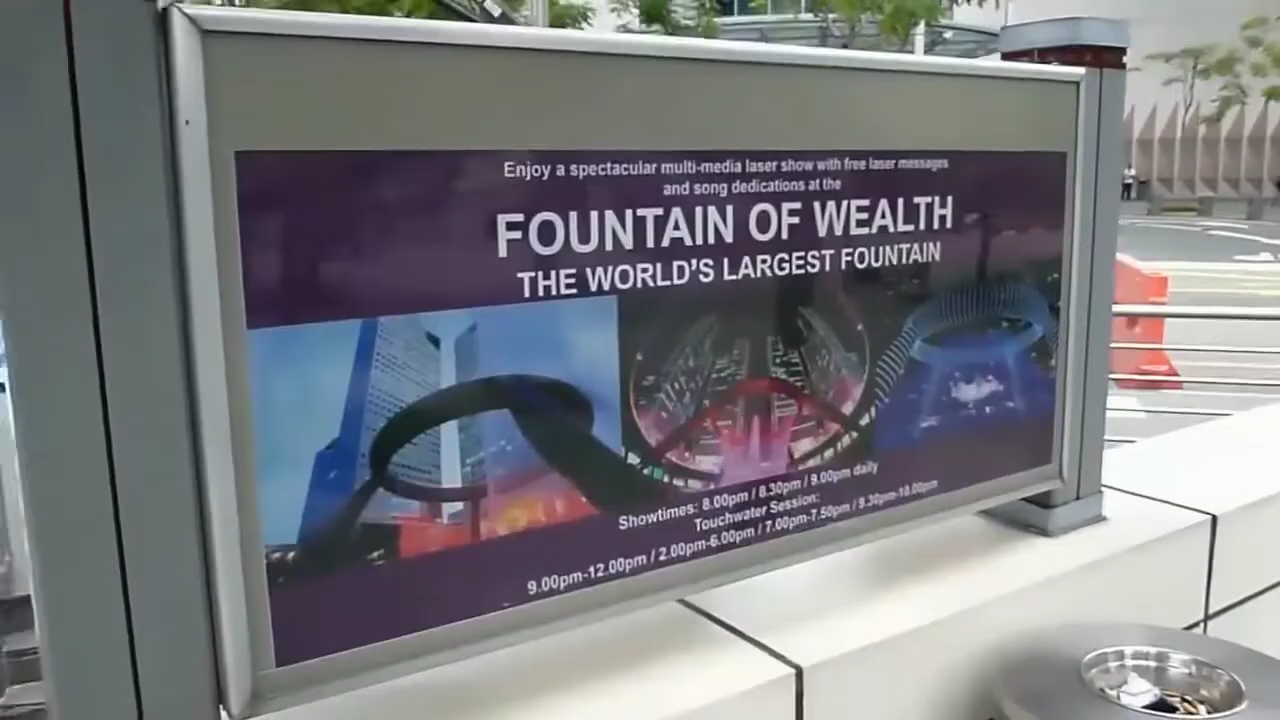 Enjoy a spectacular multi-media laser show with free laser messages
and song dedications at the
FOUNTAIN OF WEALTH
THE WORLD'S LARGEST FOUNTAIN
Showtimes: 8.00pm / 8.30pm / 9.00pm daily
Touchwater Session:
9.00pm-12.00pm / 2.00pm-6.00pm / 7.00pm-7.50pm / 9.30pm-10.00pm